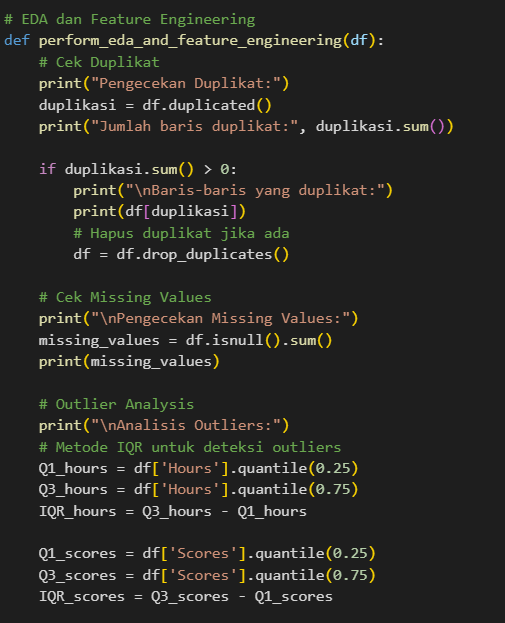 # EDA dan Feature Engineering
def perform_eda_and_feature_engineering(df):
    # Cek Duplikat
    print("Pengecekan Duplikat:")
    duplikasi = df.duplicated()
    print("Jumlah baris duplikat:", duplikasi.sum())

    if duplikasi.sum() > 0:
        print("\nBaris-baris yang duplikat:")
        print(df[duplikasi])
        # Hapus duplikat jika ada
        df = df.drop_duplicates()

    # Cek Missing Values
    print("\nPengecekan Missing Values:")
    missing_values = df.isnull().sum()
    print(missing_values)

    # Outlier Analysis
    print("\nAnalisis Outliers:")
    # Metode IQR untuk deteksi outliers
    Q1_hours = df['Hours'].quantile(0.25)
    Q3_hours = df['Hours'].quantile(0.75)
    IQR_hours = Q3_hours - Q1_hours

    Q1_scores = df['Scores'].quantile(0.25)
    Q3_scores = df['Scores'].quantile(0.75)
    IQR_scores = Q3_scores - Q1_scores